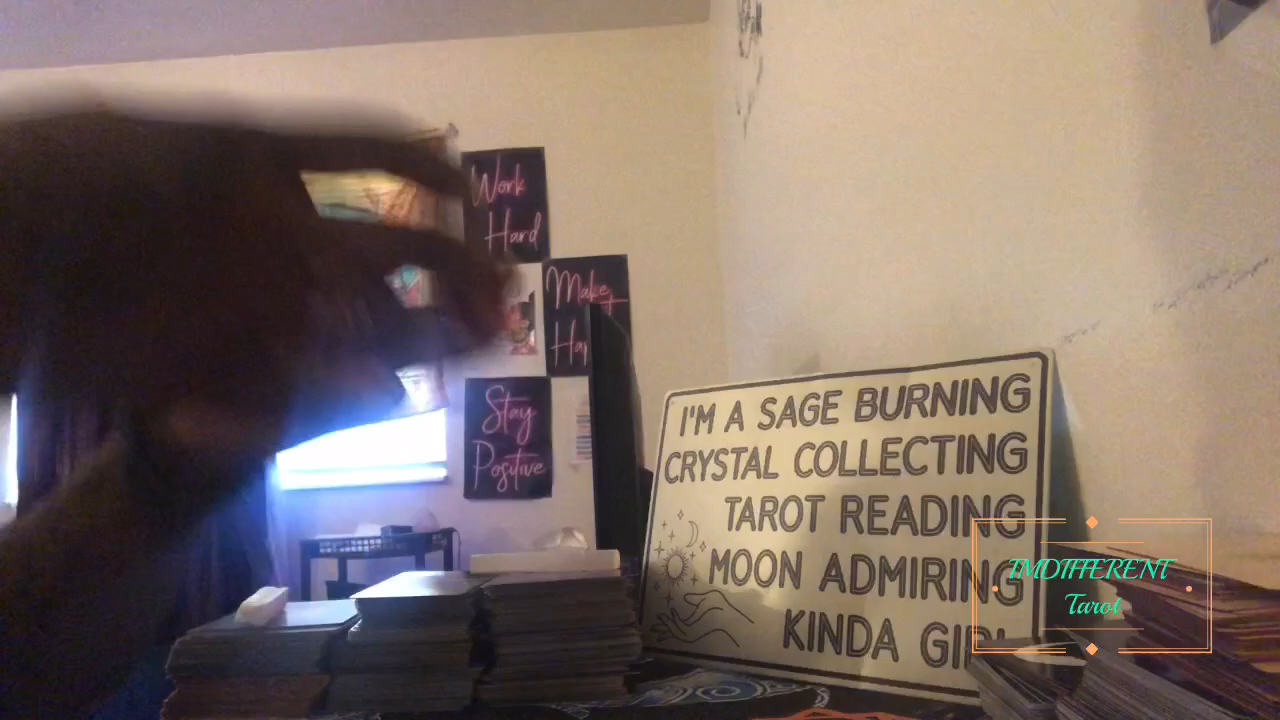 Work
Hard
Make
Stay
Positive
I'M A SAGE BURNING
CRYSTAL COLLECTING
TAROT READING
MOON ADMIRING
KINDA GIRL
IMDIFFERENT
Tarot